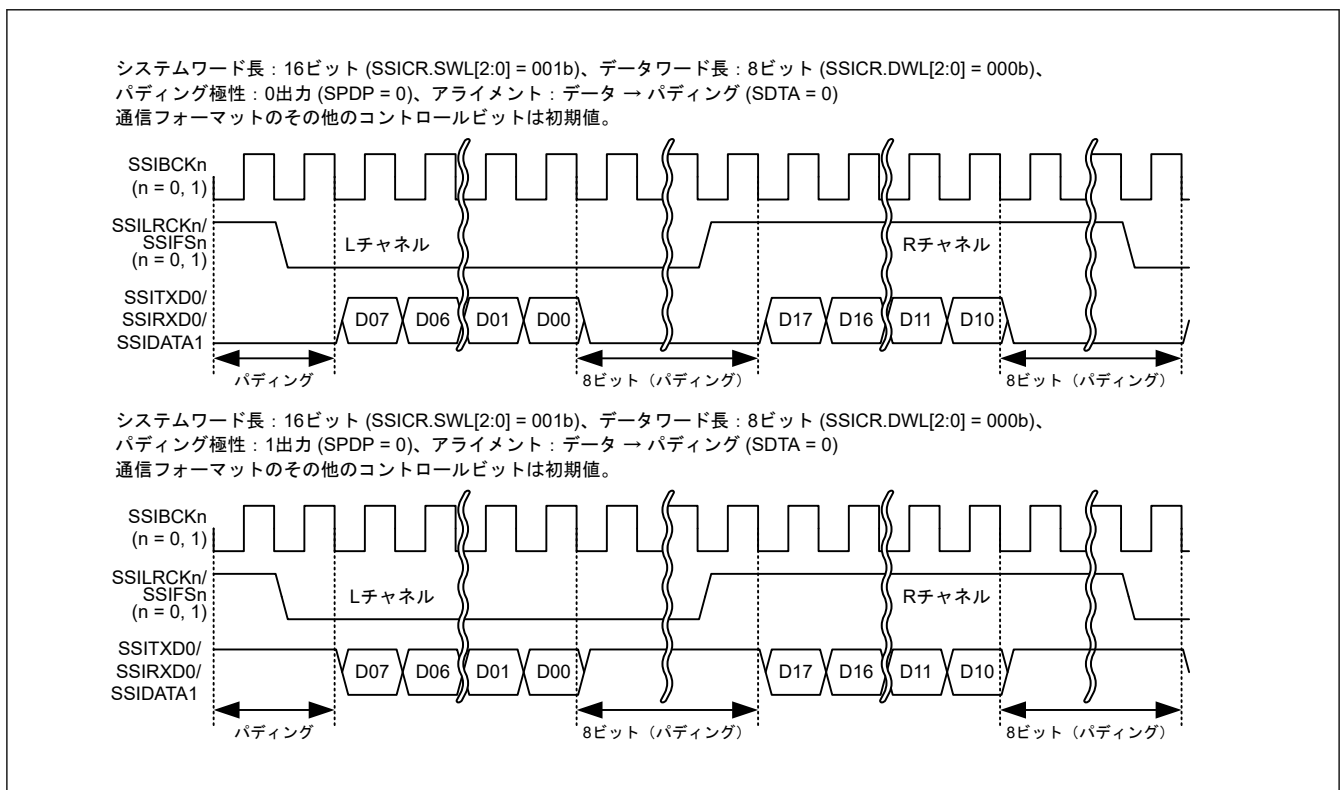 システムワード長：16ビット (SSICR.SWL[2:0] = 001b)、データワード長：8ビット (SSICR.DWL[2:0] = 000b)、
パディング極性：0出力 (SPDP = 0)、アライメント：データ → パディング (SDTA = 0)
通信フォーマットのその他のコントロールビットは初期値。
SSIBCKn
(n = 0, 1)
SSILRCKn/
SSIFSn
(n = 0, 1)
Lチャネル
Rチャネル
SSITXD0/
SSIRXD0/
SSIDATA1
D07 D06 D01 D00 D17 D16 D11 D10
パディング
8ビット（パディング）
8ビット（パディング）
システムワード長：16ビット (SSICR.SWL[2:0] = 001b)、データワード長：8ビット (SSICR.DWL[2:0] = 000b)、
パディング極性：1出力 (SPDP = 0)、アライメント：データ → パディング (SDTA = 0)
通信フォーマットのその他のコントロールビットは初期値。
SSIBCKn
(n = 0, 1)
SSILRCKn/
SSIFSn
(n = 0, 1)
Lチャネル
Rチャネル
SSITXD0/
SSIRXD0/
SSIDATA1
D07 D06 D01 D00 D17 D16 D11 D10
パディング
8ビット（パディング）
8ビット（パディング）